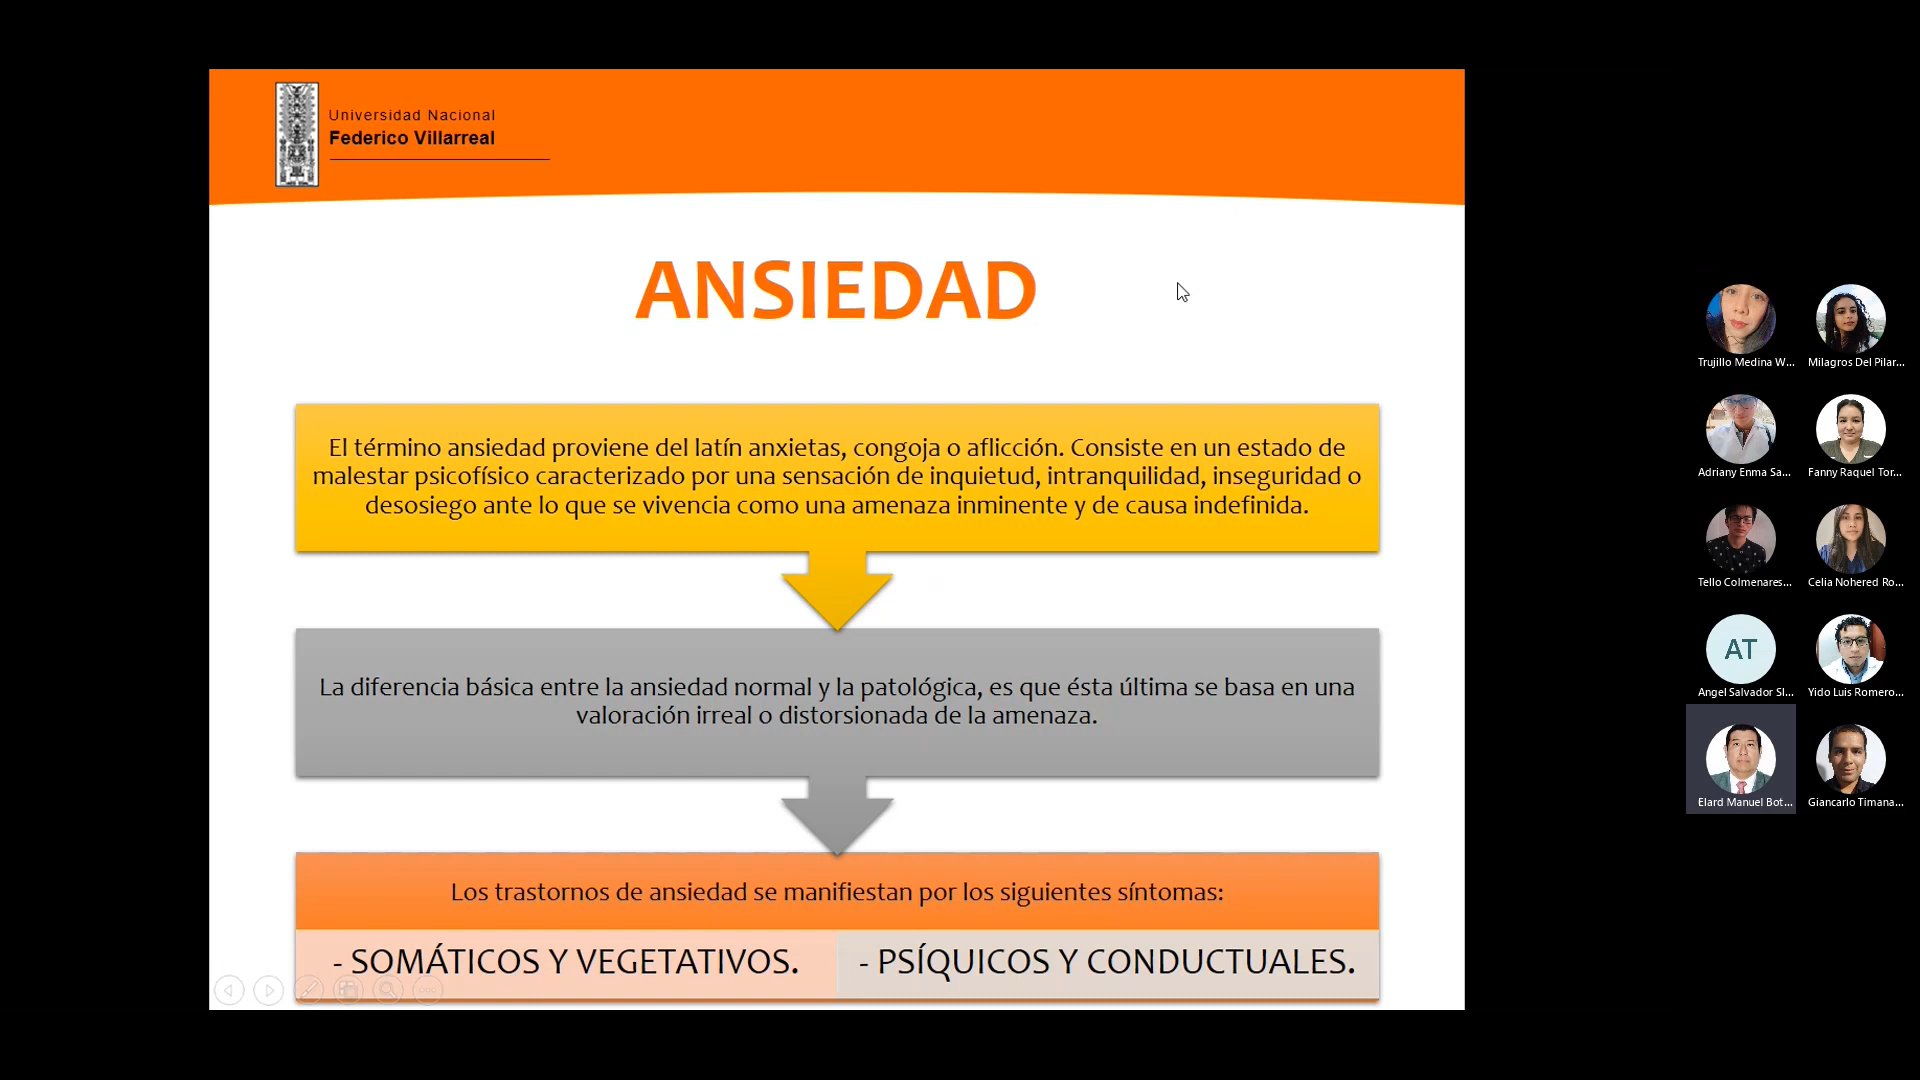 Universidad Nacional
Federico Villarreal
ANSIEDAD
El término ansiedad proviene del latín anxietas, congoja o aflicción. Consiste en un estado de
malestar psicofísico caracterizado por una sensación de inquietud, intranquilidad, inseguridad o
desosiego ante lo que se vivencia como una amenaza inminente y de causa indefinida.
La diferencia básica entre la ansiedad normal y la patológica, es que ésta última se basa en una
valoración irreal o distorsionada de la amenaza.
Los trastornos de ansiedad se manifiestan por los siguientes síntomas:
- SOMÁTICOS Y VEGETATIVOS.
- PSÍQUICOS Y CONDUCTUALES.
Trujillo Medina W...
Milagros Del Pilar...
Adriany Enma Sa...
Fanny Raquel Tor...
Tello Colmenares...
Celia Nohered Ro...
AT
Angel Salvador Sl...
Yido Luis Romero...
Elard Manuel Bot...
Giancarlo Timana...